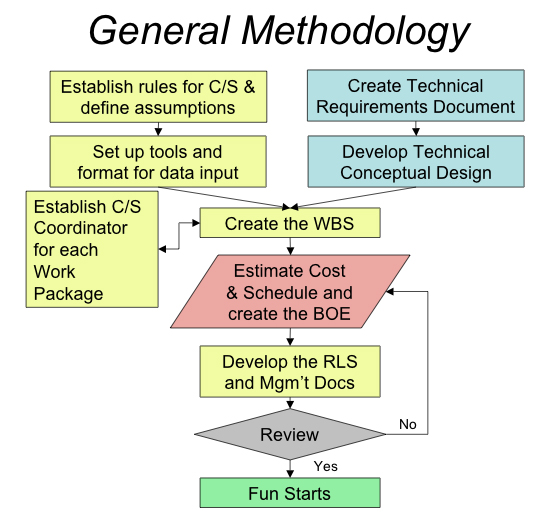 General Methodology
Establish rules for C/S &
define assumptions
Create Technical
Requirements Document
Set up tools and
format for data input
Develop Technical
Conceptual Design
Establish C/S
Coordinator
for each
Work
Package
Create the WBS
Estimate Cost
& Schedule and
create the BOE
Develop the RLS
and Mgm't Docs
Review
No
Yes
Fun Starts